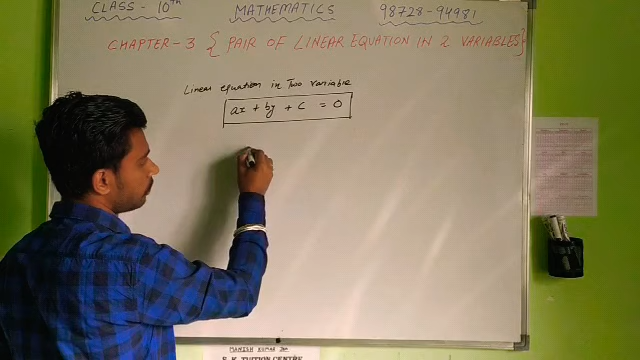 CLASS - 10th MATHEMATICS 98728-94981
CHAPTER-3 { PAIR OF LINEAR EQUATION IN 2 VARIABLES}
Linear equation in Two variable
ax + by + c = 0
MANISH KUMAR
S.K TUITION CENTRE